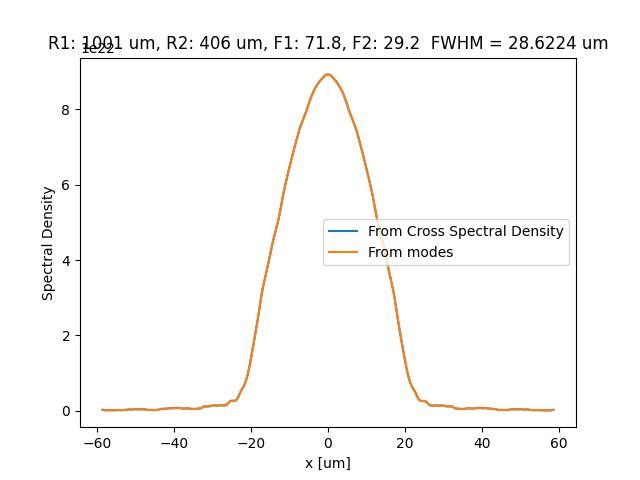 R1: 1001 um, R2: 406 um, F1: 71.8, F2: 29.2  FWHM = 28.6224 um
1e22
8
6
4
2
0
Spectral Density
From Cross Spectral Density
From modes
−60 −40 −20 0 20 40 60
x [um]